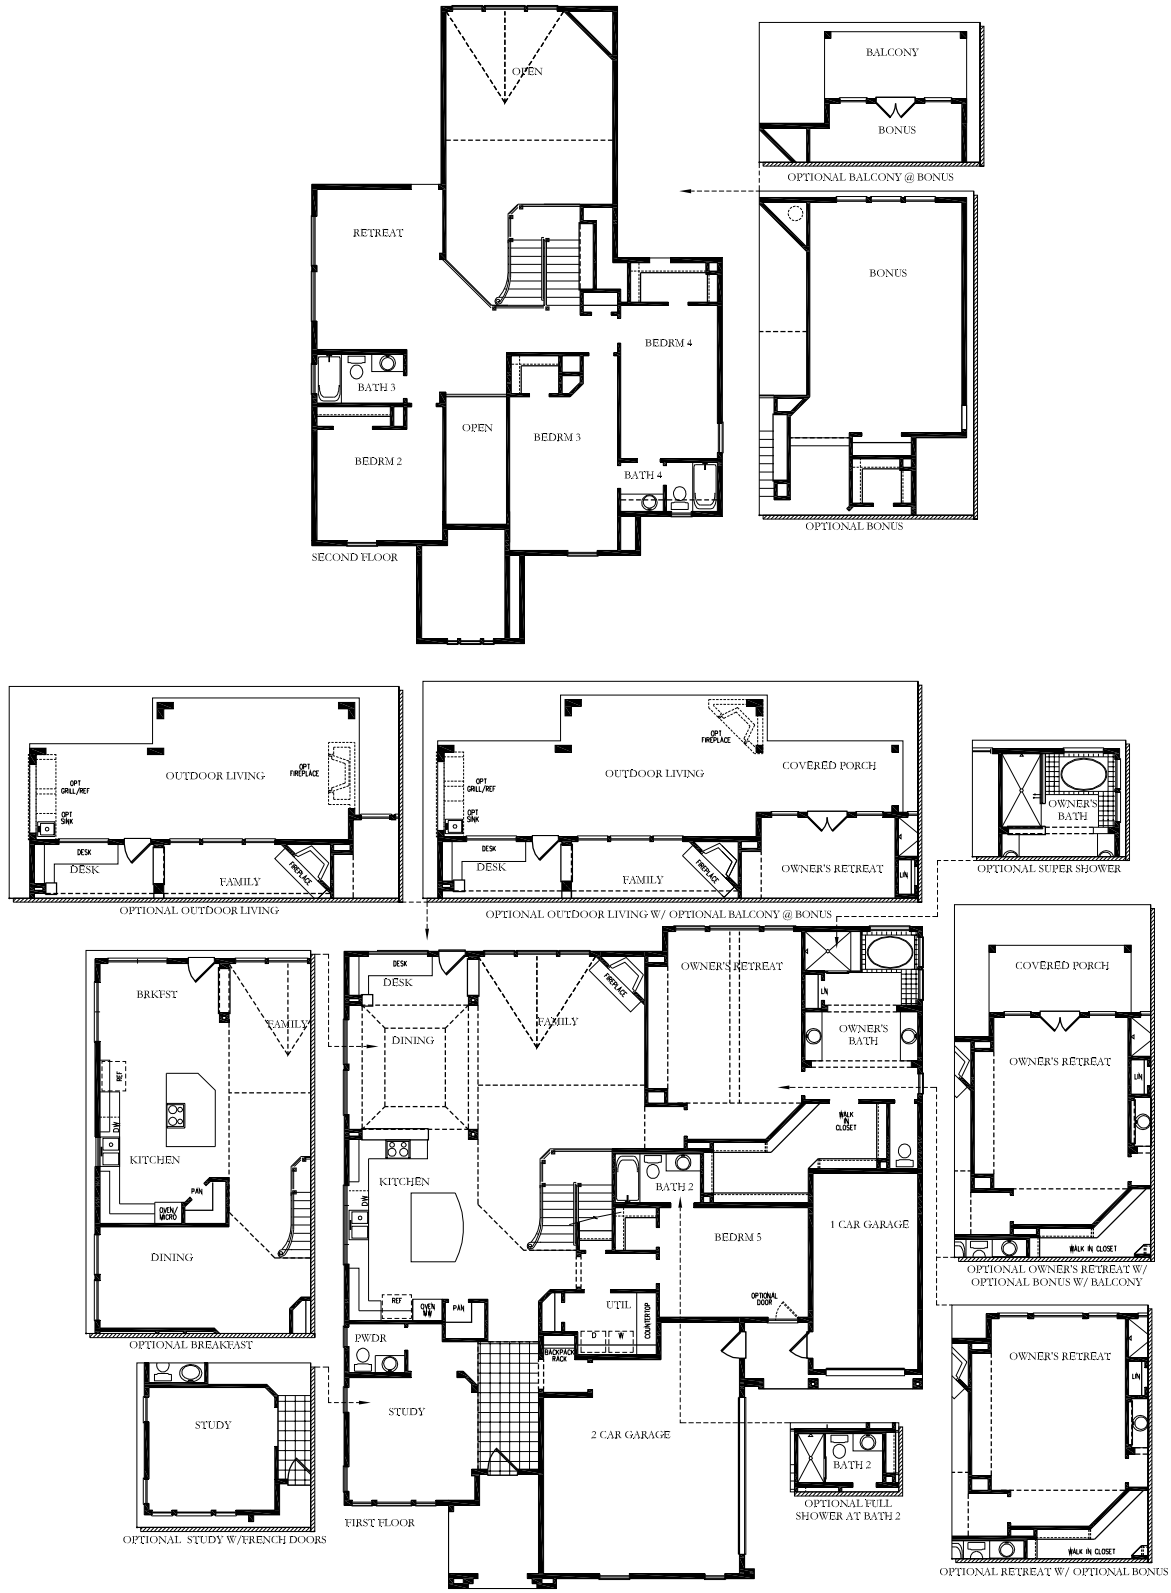 OPEN
RETREAT
BEDRM 4
BATH 3
OPEN
BEDRM 3
BEDRM 2
BATH 4
SECOND FLOOR
BALCONY
BONUS
OPTIONAL BALCONY @ BONUS
BONUS
OPTIONAL BONUS
OUTDOOR LIVING
OPT
FIREPLACE
OPT
GRILL/REF
OPT
SINK
DESK
DESK
FAMILY
FIREPLACE
OPTIONAL OUTDOOR LIVING
OPT
FIREPLACE
OUTDOOR LIVING
COVERED PORCH
OPT
GRILL/REF
OPT
SINK
DESK
DESK
FAMILY
FIREPLACE
OWNER'S RETREAT
LIN
OPTIONAL OUTDOOR LIVING W/ OPTIONAL BALCONY @ BONUS
OWNER'S
BATH
OPTIONAL SUPER SHOWER
BRKFST
FAMILY
REF
DW
KITCHEN
PAN
OVEN/
MICRO
DINING
OPTIONAL BREAKFAST
STUDY
OPTIONAL STUDY W/FRENCH DOORS
DESK
DESK
FIREPLACE
OWNER'S RETREAT
LIN
DINING
FAMILY
OWNER'S
BATH
WALK
IN
CLOSET
KITCHEN
DW
BATH 2
1 CAR GARAGE
BEDRM 5
REF
OVEN
MW
PAN
UTIL
COUNTERTOP
OPTIONAL
DOOR
D
W
PWDR
BACKPACK
RACK
STUDY
2 CAR GARAGE
FIRST FLOOR
BATH 2
OPTIONAL FULL
SHOWER AT BATH 2
COVERED PORCH
OWNER'S RETREAT
LIN
WALK IN CLOSET
OPTIONAL OWNER'S RETREAT W/
OPTIONAL BONUS W/ BALCONY
OWNER'S RETREAT
LIN
WALK IN CLOSET
OPTIONAL RETREAT W/ OPTIONAL BONUS